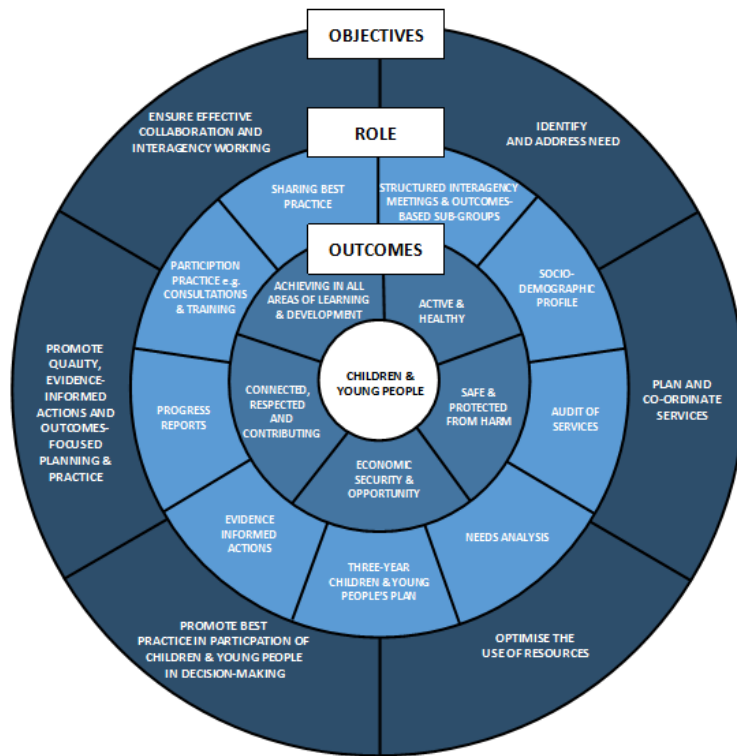 OBJECTIVES
ENSURE EFFECTIVE
COLLABORATION AND
INTERAGENCY WORKING
IDENTIFY
AND ADDRESS NEED
ROLE
SHARING BEST
PRACTICE
STRUCTURED INTERAGENCY
MEETINGS & OUTCOMES-
BASED SUB-GROUPS
OUTCOMES
PARTICIPTION
PRACTICE e.g.
CONSULTATIONS
& TRAINING
SOCIO-
DEMOGRAPHIC
PROFILE
ACHIEVING IN ALL
AREAS OF LEARNING
& DEVELOPMENT
ACTIVE &
HEALTHY
CHILDREN &
YOUNG PEOPLE
PROMOTE
QUALITY,
EVIDENCE-
INFORMED
ACTIONS AND
OUTCOMES-
FOCUSED
PLANNING &
PRACTICE
PROGRESS
REPORTS
CONNECTED,
RESPECTED
AND
CONTRIBUTING
SAFE &
PROTECTED
FROM HARM
AUDIT OF
SERVICES
PLAN AND
CO-ORDINATE
SERVICES
ECONOMIC
SECURITY &
OPPORTUNITY
EVIDENCE
INFORMED
ACTIONS
THREE-YEAR
CHILDREN & YOUNG
PEOPLE'S PLAN
NEEDS ANALYSIS
PROMOTE BEST
PRACTICE IN PARTICPATION OF
CHILDREN & YOUNG PEOPLE
IN DECISION-MAKING
OPTIMISE THE
USE OF RESOURCES